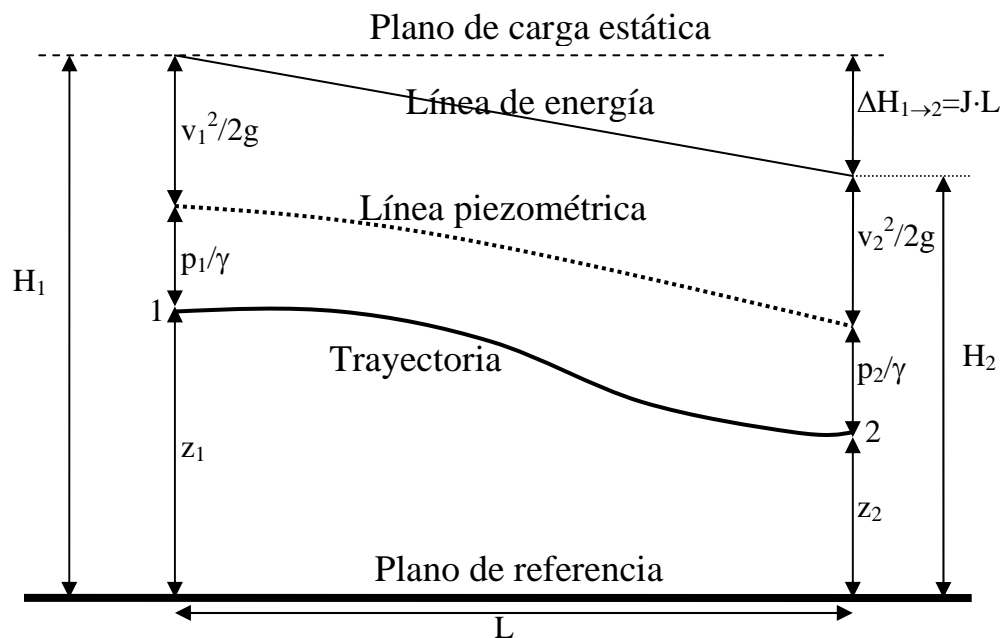 Plano de carga estática
Línea de energía
ΔH₁→₂=J·L
v₁²/2g
Línea piezométrica
v₂²/2g
p₁/γ
H₁
1
Trayectoria
p₂/γ
H₂
2
z₁
z₂
Plano de referencia
L